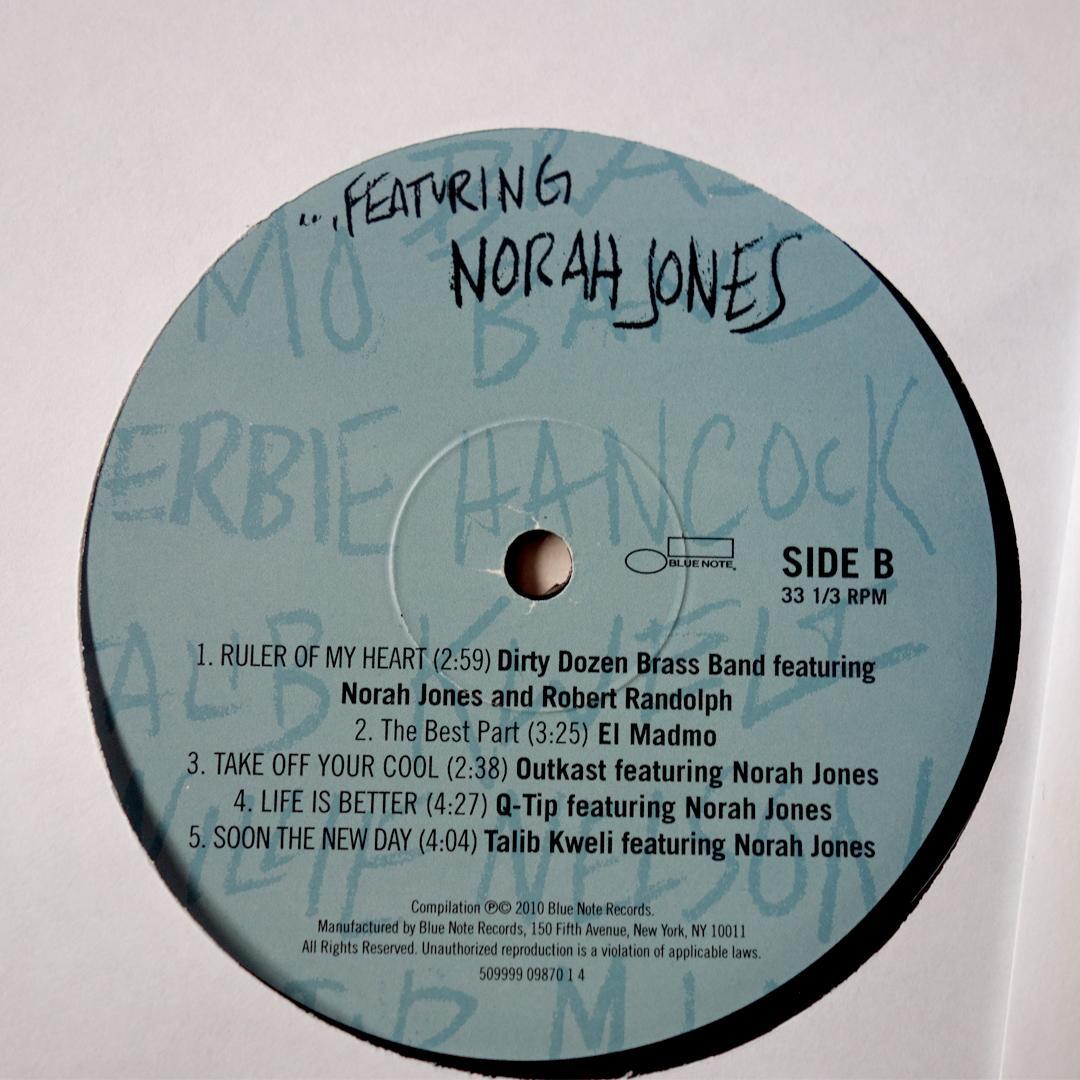 ...FEATURING
NORAH JONES
HERBIE HANCOCK
BLUE NOTE
SIDE B
33 1/3 RPM
TALIB KWELI
1. RULER OF MY HEART (2:59) Dirty Dozen Brass Band featuring
Norah Jones and Robert Randolph
2. The Best Part (3:25) El Madmo
3. TAKE OFF YOUR COOL (2:38) Outkast featuring Norah Jones
4. LIFE IS BETTER (4:27) Q-Tip featuring Norah Jones
5. SOON THE NEW DAY (4:04) Talib Kweli featuring Norah Jones
WILLIE NELSON
Compilation ℗© 2010 Blue Note Records.
Manufactured by Blue Note Records, 150 Fifth Avenue, New York, NY 10011
All Rights Reserved. Unauthorized reproduction is a violation of applicable laws.
509999 09870 1 4